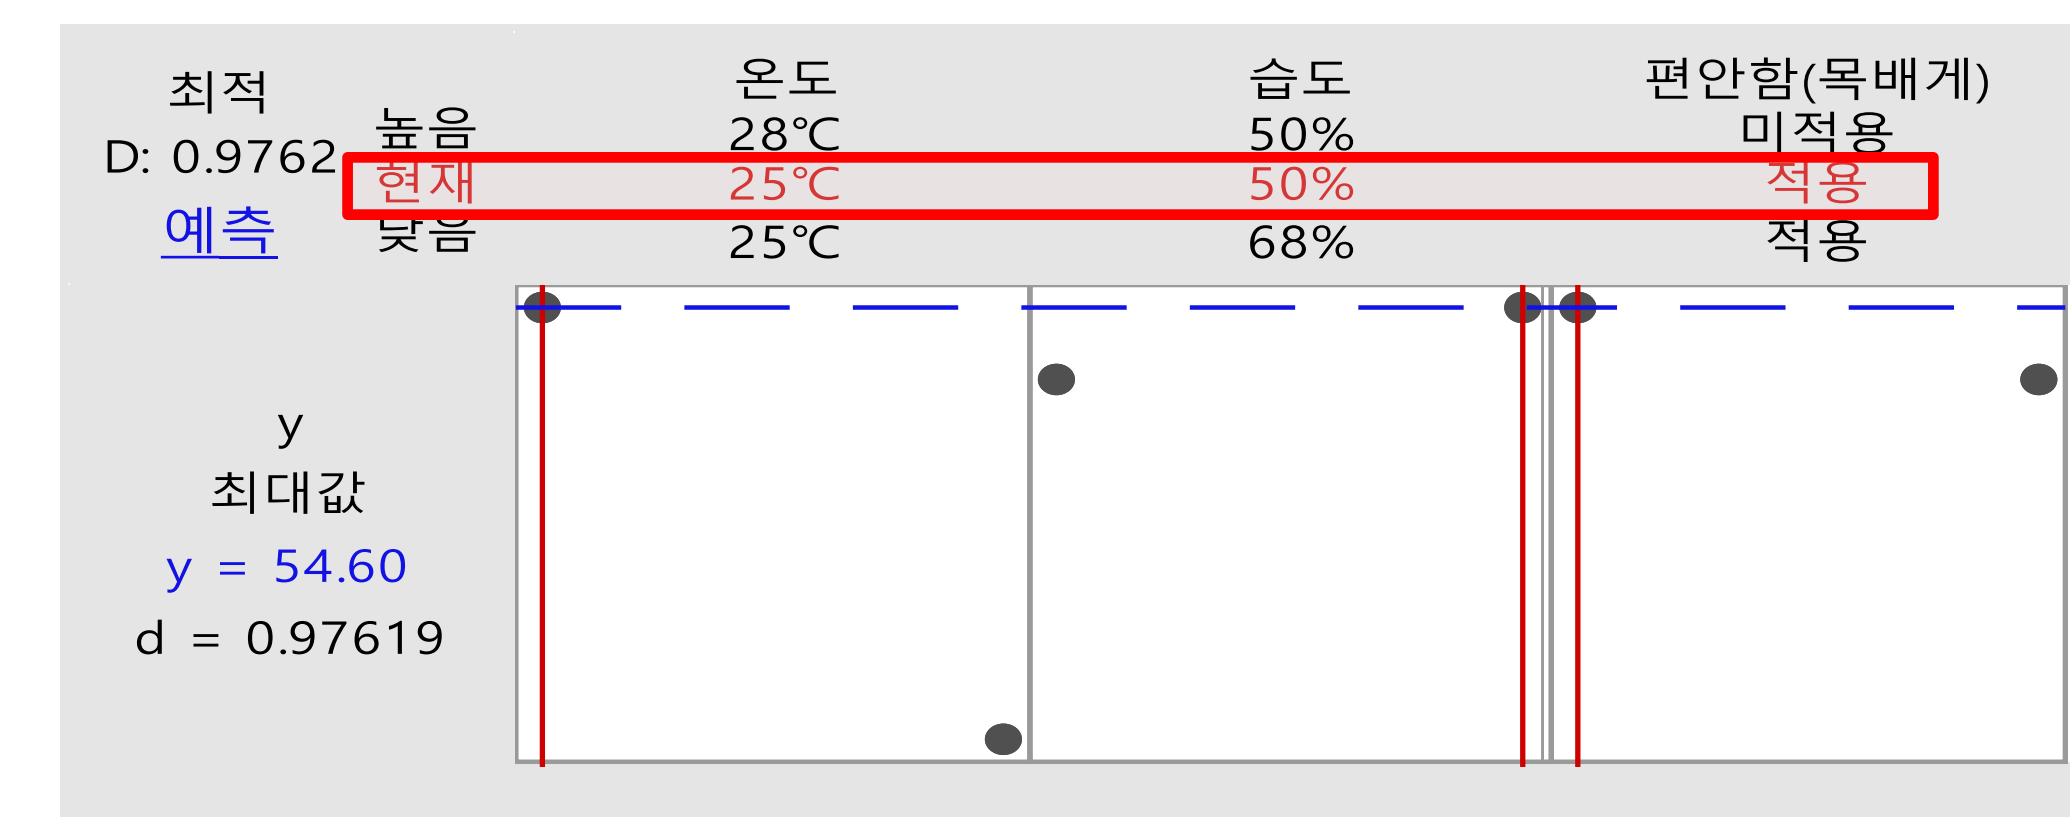 최적
D: 0.9762
예측
온도 습도 편안함(목배게)
높음 28℃ 50% 미적용
현재 25℃ 50% 적용
낮음 25℃ 68% 적용
y
최대값
y = 54.60
d = 0.97619